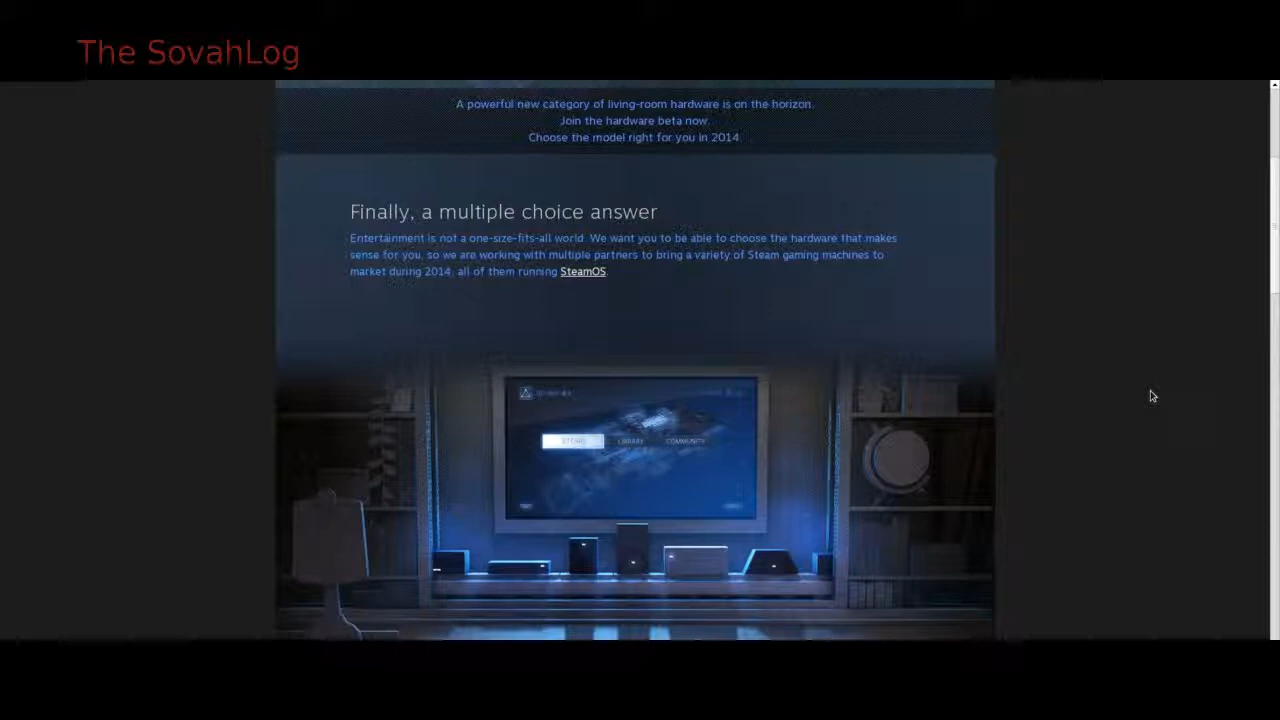 The SovahLog
A powerful new category of living-room hardware is on the horizon.
Join the hardware beta now.
Choose the model right for you in 2014.
Finally, a multiple choice answer
Entertainment is not a one-size-fits-all world. We want you to be able to choose the hardware that makes
sense for you, so we are working with multiple partners to bring a variety of Steam gaming machines to
market during 2014, all of them running SteamOS.
STORE LIBRARY COMMUNITY